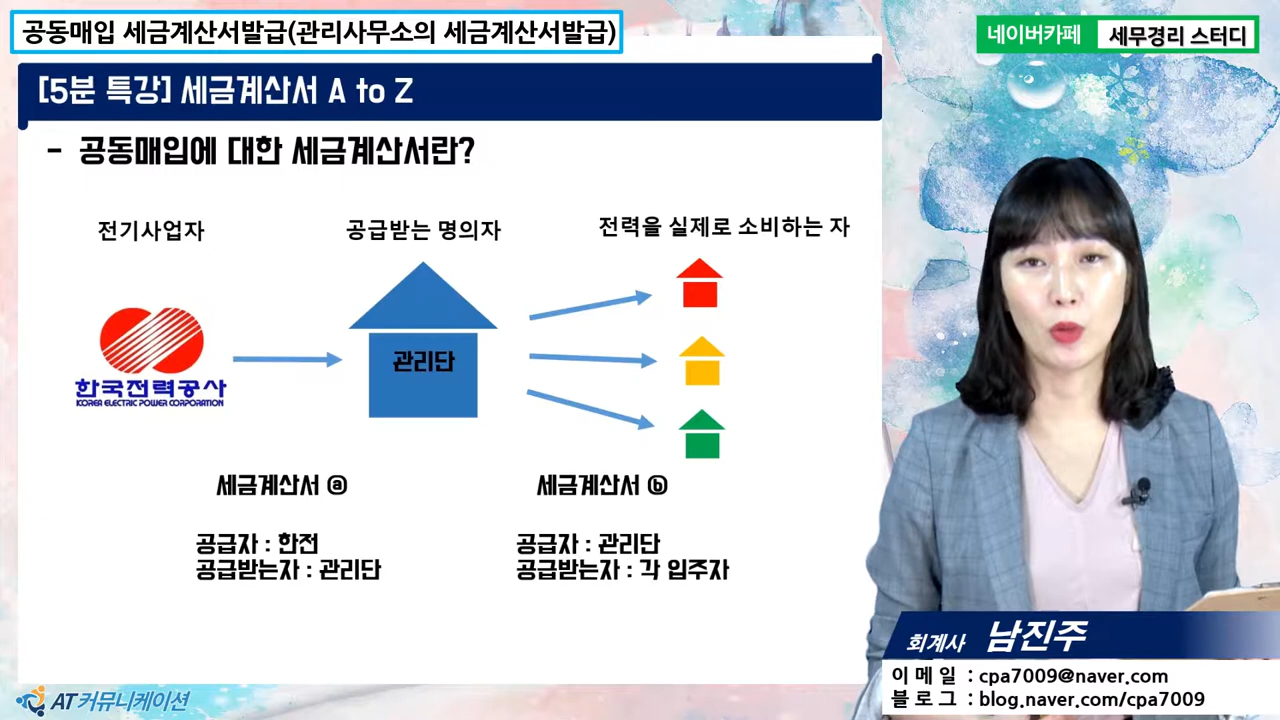 공동매입 세금계산서발급(관리사무소의 세금계산서발급)
네이버카페 세무경리 스터디
[5분 특강] 세금계산서 A to Z
- 공동매입에 대한 세금계산서란?
전기사업자
공급받는 명의자
전력을 실제로 소비하는 자
관리단
한국전력공사
KOREA ELECTRIC POWER CORPORATION
세금계산서 ⓐ
세금계산서 ⓑ
공급자 : 한전
공급받는자 : 관리단
공급자 : 관리단
공급받는자 : 각 입주자
회계사 남진주
이 메 일 : cpa7009@naver.com
블 로 그 : blog.naver.com/cpa7009
AT커뮤니케이션